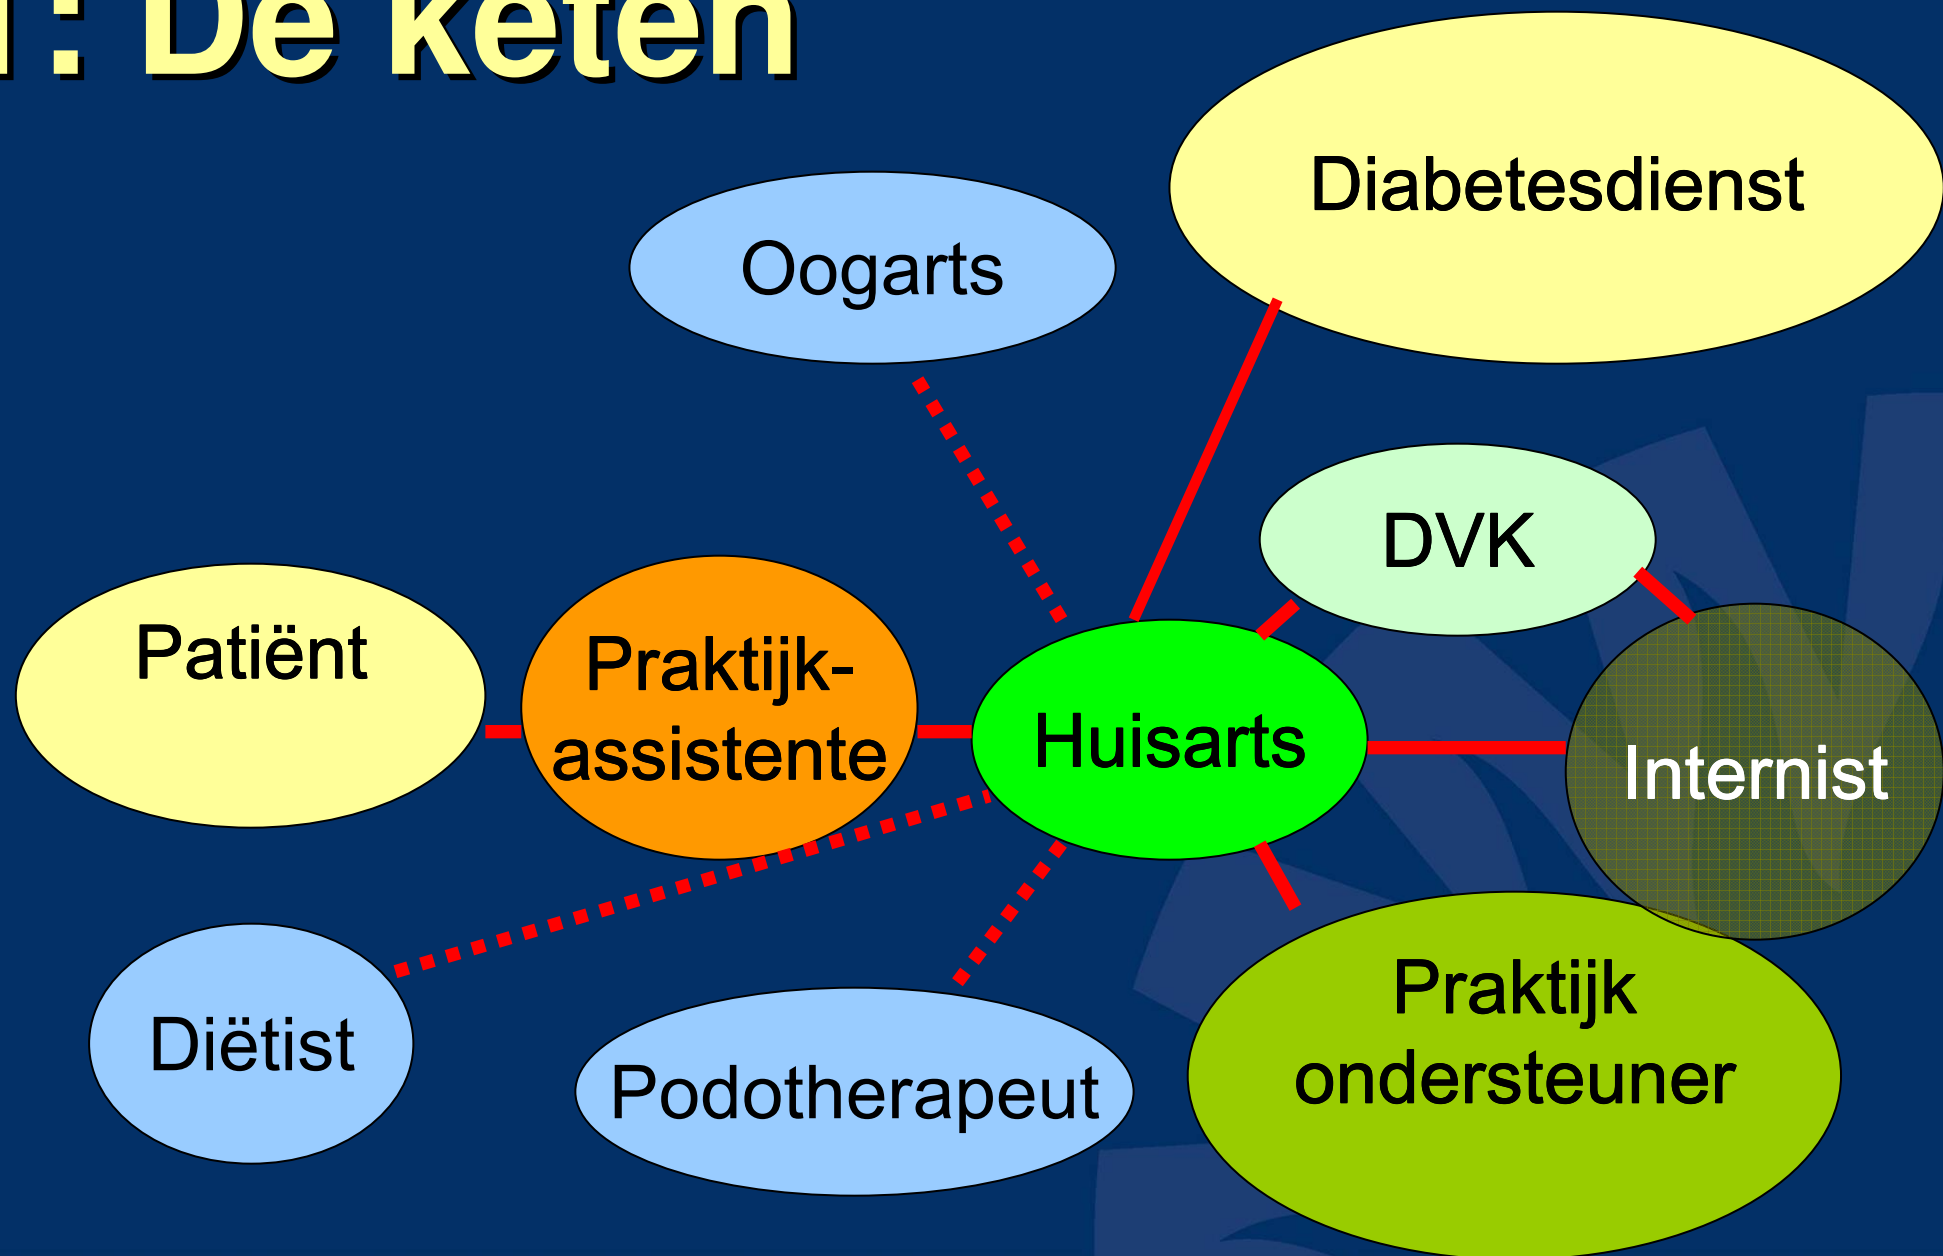 : De keten
Diabetesdienst
Oogarts
DVK
Patiënt
Praktijk-
assistente
Huisarts
Internist
Diëtist
Podotherapeut
Praktijk
ondersteuner